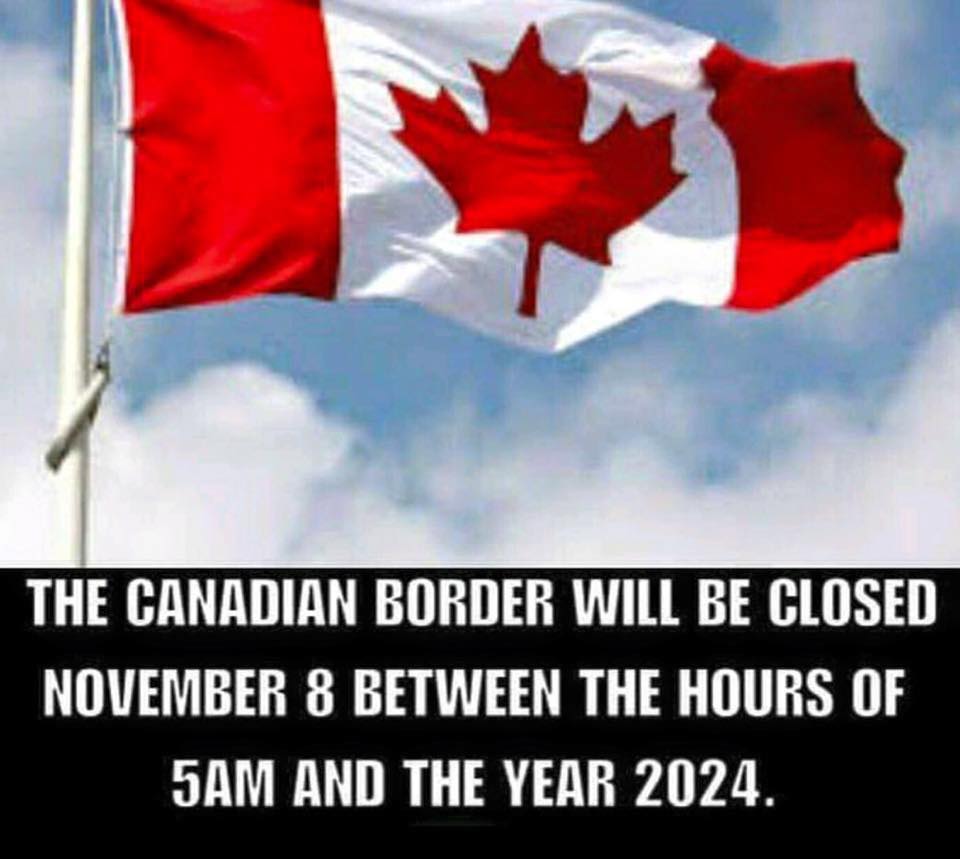 THE CANADIAN BORDER WILL BE CLOSED
NOVEMBER 8 BETWEEN THE HOURS OF
5AM AND THE YEAR 2024.